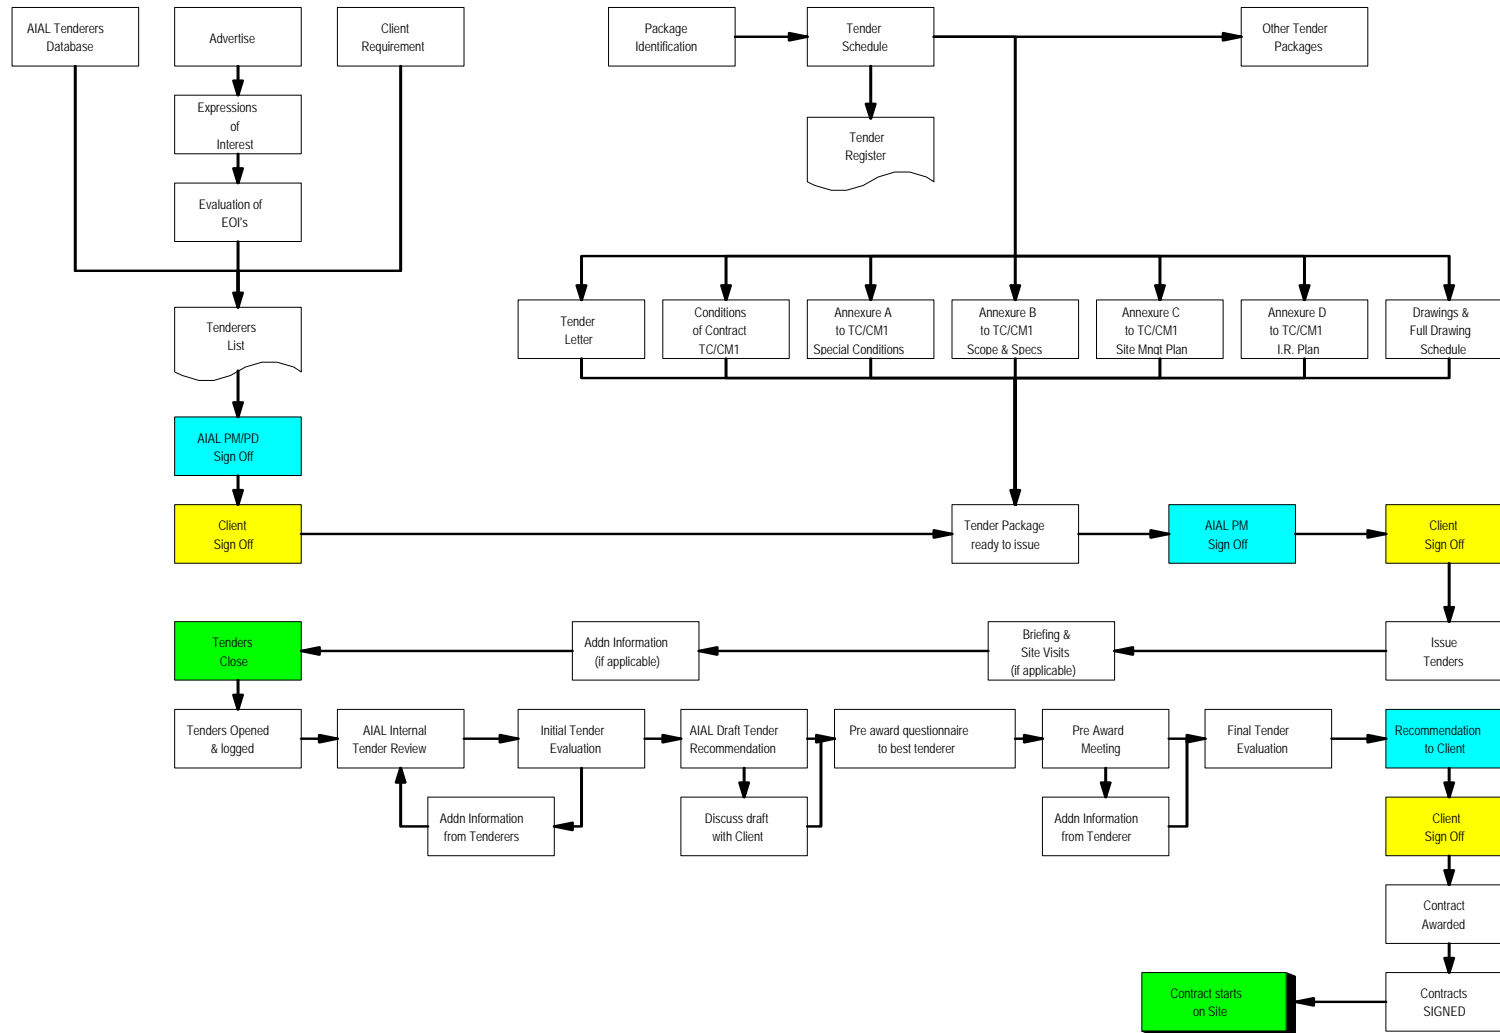 AIAL Tenderers
Database
Advertise
Client
Requirement
Package
Identification
Tender
Schedule
Other Tender
Packages
Expressions
of
Interest
Tender
Register
Evaluation of
EOI's
Tenderers
List
Tender
Letter
Conditions
of Contract
TC/CM1
Annexure A
to TC/CM1
Special Conditions
Annexure B
to TC/CM1
Scope & Specs
Annexure C
to TC/CM1
Site Mnqt Plan
Annexure D
to TC/CM1
I.R. Plan
Drawings &
Full Drawing
Schedule
AIAL PM/PD
Sign Off
Client
Sign Off
Tender Package
ready to issue
AIAL PM
Sign Off
Client
Sign Off
Tenders
Close
Addn Information
(if applicable)
Briefing &
Site Visits
(if applicable)
Issue
Tenders
Tenders Opened
& logged
AIAL Internal
Tender Review
Initial Tender
Evaluation
AIAL Draft Tender
Recommendation
Pre award questionnaire
to best tenderer
Pre Award
Meeting
Final Tender
Evaluation
Recommendation
to Client
Addn Information
from Tenderers
Discuss draft
with Client
Addn Information
from Tenderer
Client
Sign Off
Contract
Awarded
Contract starts
on Site
Contracts
SIGNED